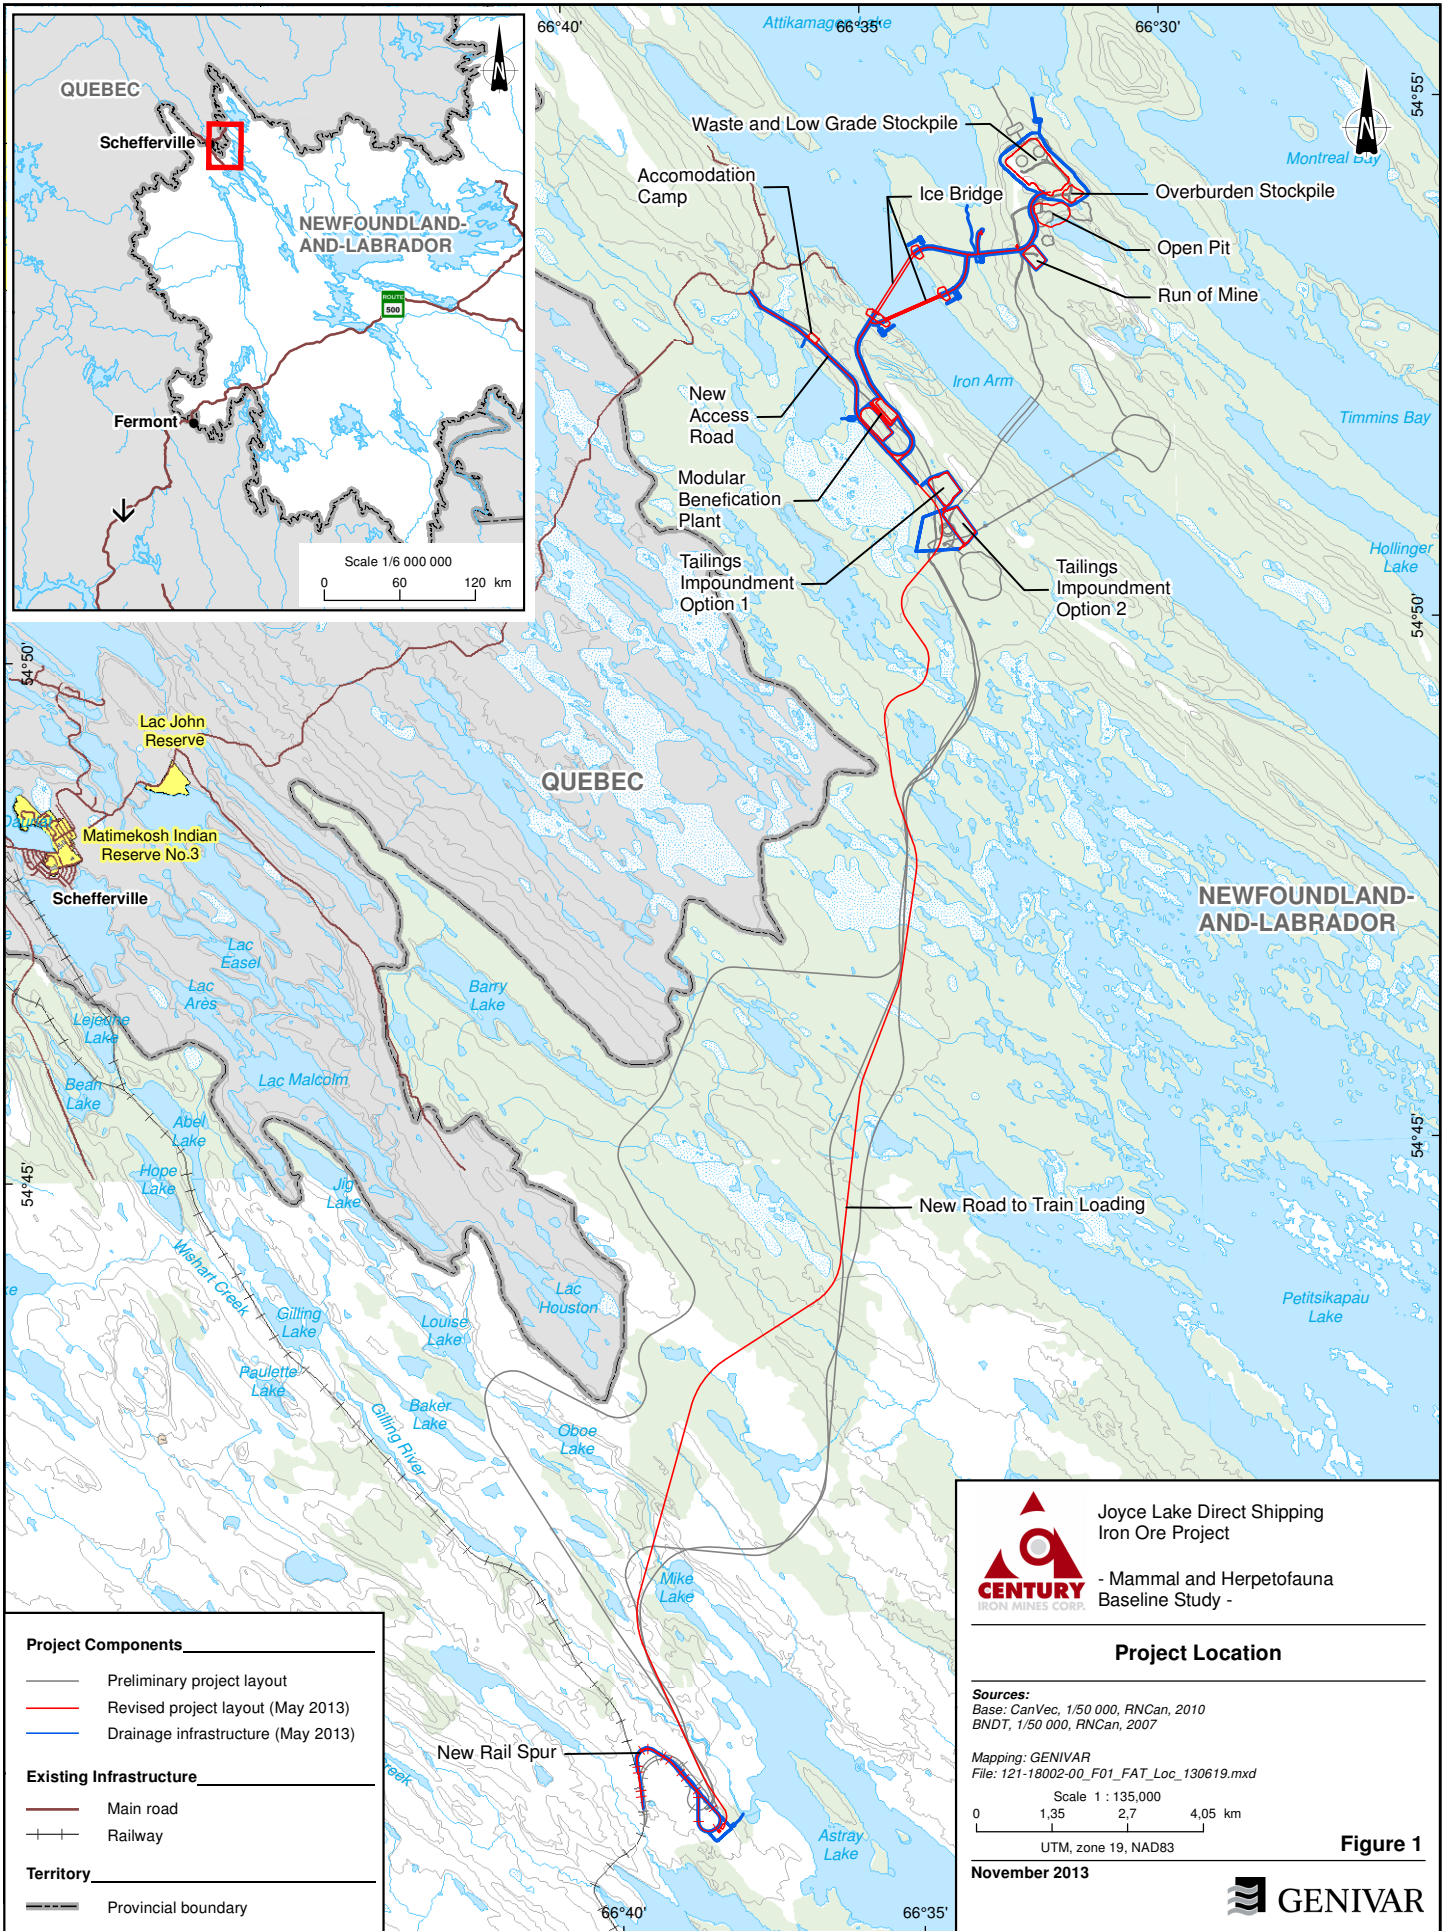 QUEBEC
Schefferville
NEWFOUNDLAND-
AND-LABRADOR
ROUTE
500
Fermont
Scale 1/6 000 000
0 60 120 km
N
66°40'
66°35'
66°30'
54°55'
54°50'
54°45'
Attikamagen Lake
N
Montreal Bay
Waste and Low Grade Stockpile
Accomodation
Camp
Ice Bridge
Overburden Stockpile
Open Pit
Run of Mine
Iron Arm
Timmins Bay
New
Access
Road
Modular
Benefication
Plant
Hollinger
Lake
Tailings
Impoundment
Option 1
Tailings
Impoundment
Option 2
54°50'
Lac John
Reserve
QUEBEC
Matimekosh Indian
Reserve No.3
Schefferville
NEWFOUNDLAND-
AND-LABRADOR
Lac
Easel
Lac
Arès
Barry
Lake
Lejeune
Lake
Bean
Lake
Lac Malcolm
Abel
Lake
Hope
Lake
Jig
Lake
54°45'
New Road to Train Loading
Wishart Creek
Gilling
Lake
Louise
Lake
Lac
Houston
Petitsikapau
Lake
Paulette
Lake
Baker
Lake
Gilling River
Oboe
Lake
Mike
Lake
New Rail Spur
Astray
Lake
66°40'
66°35'
Project Components
Preliminary project layout
Revised project layout (May 2013)
Drainage infrastructure (May 2013)
Existing Infrastructure
Main road
Railway
Territory
Provincial boundary
CENTURY
IRON MINES CORP.
Joyce Lake Direct Shipping
Iron Ore Project
- Mammal and Herpetofauna
Baseline Study -
Project Location
Sources:
Base: CanVec, 1/50 000, RNCan, 2010
BNDT, 1/50 000, RNCan, 2007
Mapping: GENIVAR
File: 121-18002-00_F01_FAT_Loc_130619.mxd
Scale 1 : 135,000
0 1,35 2,7 4,05 km
UTM, zone 19, NAD83
Figure 1
November 2013
GENIVAR